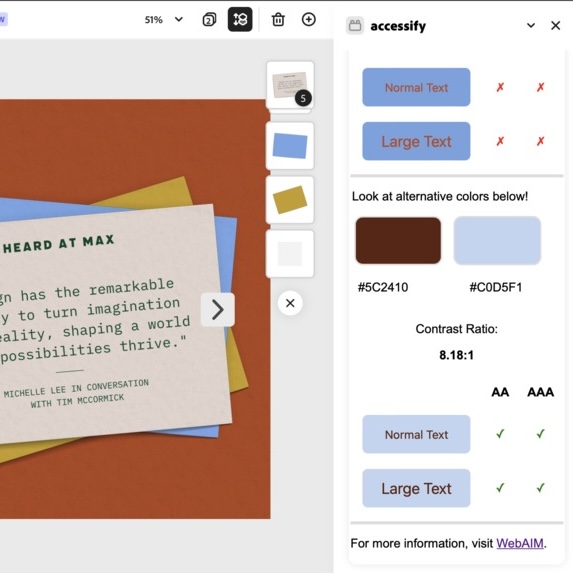 51%
2
accessify
5
Normal Text ✗ ✗
Large Text ✗ ✗
Look at alternative colors below!
#5C2410 #C0D5F1
Contrast Ratio:
8.18:1
AA AAA
Normal Text ✓ ✓
Large Text ✓ ✓
For more information, visit WebAIM.
HEARD AT MAX
gn has the remarkable
y to turn imagination
eality, shaping a world
possibilities thrive."
MICHELLE LEE IN CONVERSATION
WITH TIM MCCORMICK